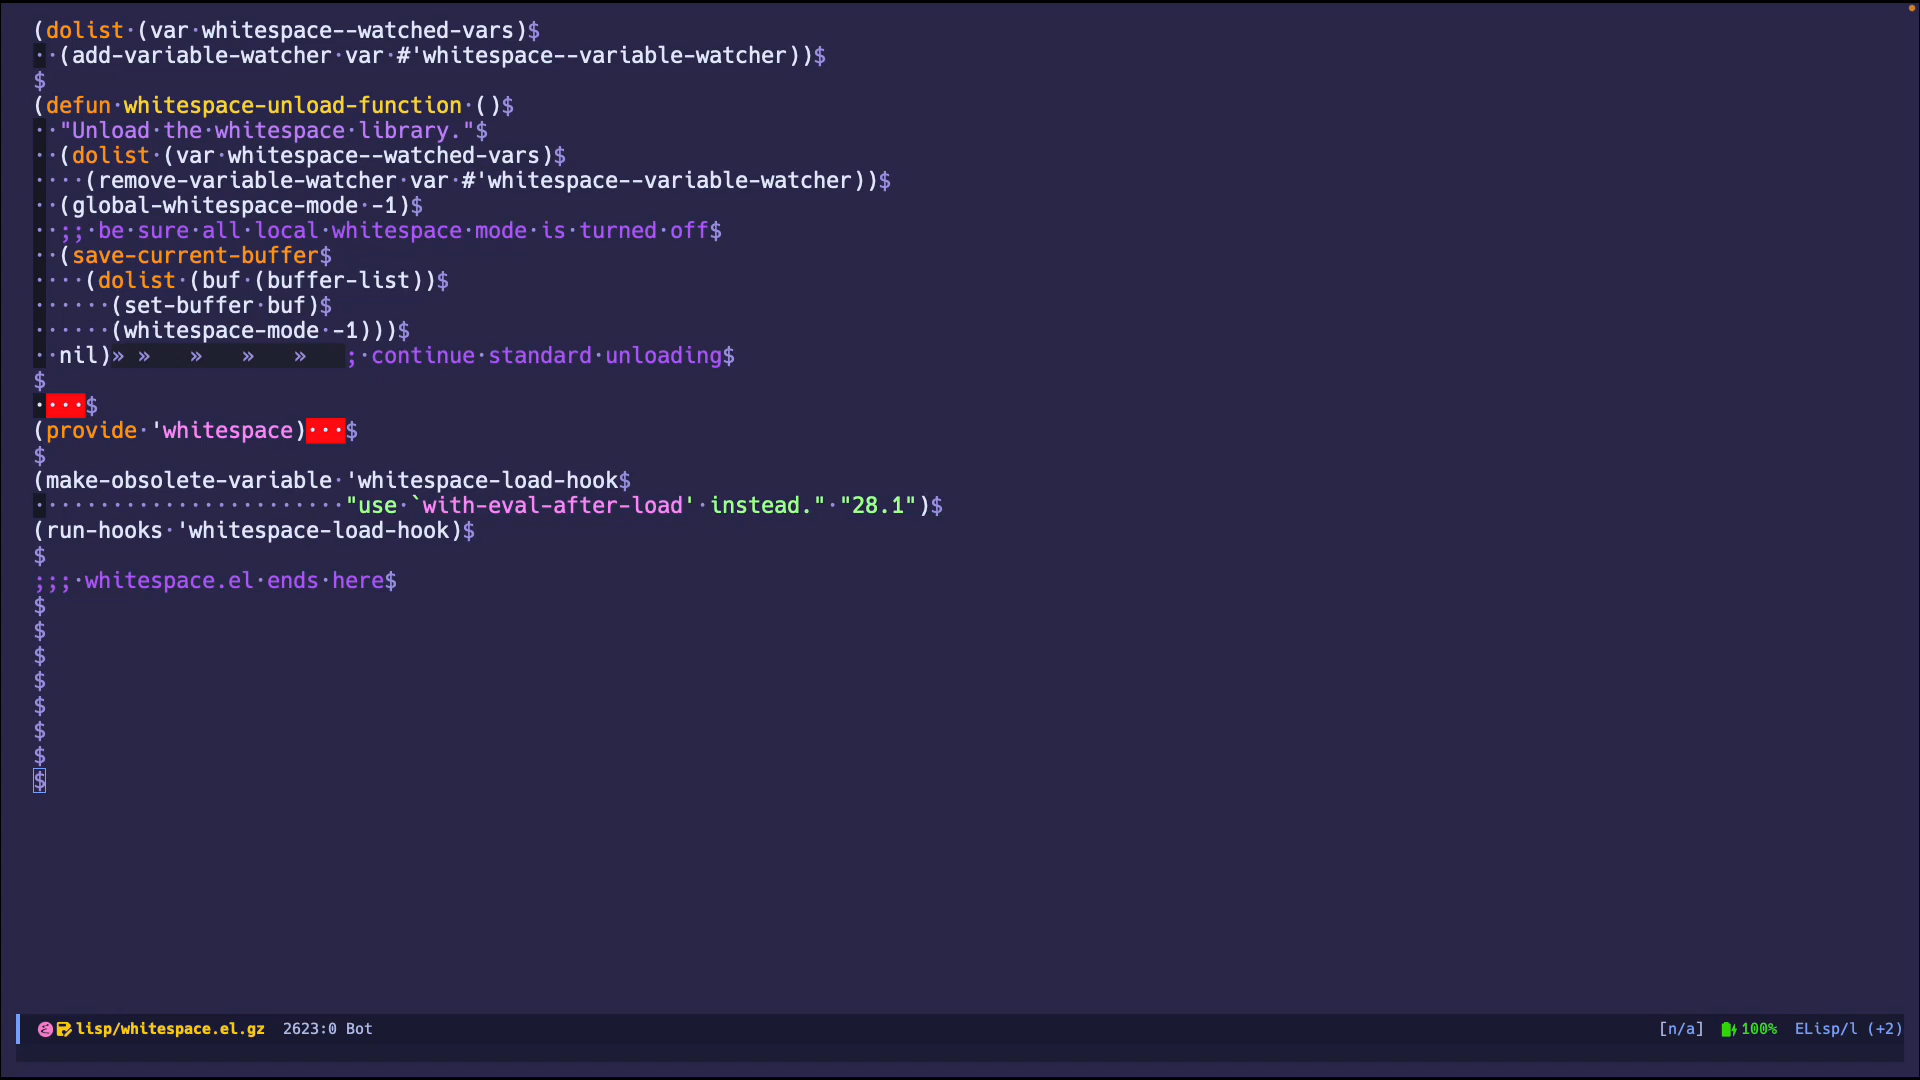 (dolist·(var·whitespace--watched-vars)$
··(add-variable-watcher·var·#'whitespace--variable-watcher))$
$
(defun·whitespace-unload-function·()$
··"Unload·the·whitespace·library."$
··(dolist·(var·whitespace--watched-vars)$
····(remove-variable-watcher·var·#'whitespace--variable-watcher))$
··(global-whitespace-mode·-1)$
··;;·be·sure·all·local·whitespace·mode·is·turned·off$
··(save-current-buffer$
····(dolist·(buf·(buffer-list))$
······(set-buffer·buf)$
······(whitespace-mode·-1)))$
··nil)» »   »   »   »   ;·continue·standard·unloading$
$
····$
(provide·'whitespace)···$
$
(make-obsolete-variable·'whitespace-load-hook$
························"use·`with-eval-after-load'·instead."·"28.1")$
(run-hooks·'whitespace-load-hook)$
$
;;;·whitespace.el·ends·here$
$
$
$
$
$
$
$
$
lisp/whitespace.el.gz 2623:0 Bot [n/a] 100% ELisp/l (+2)